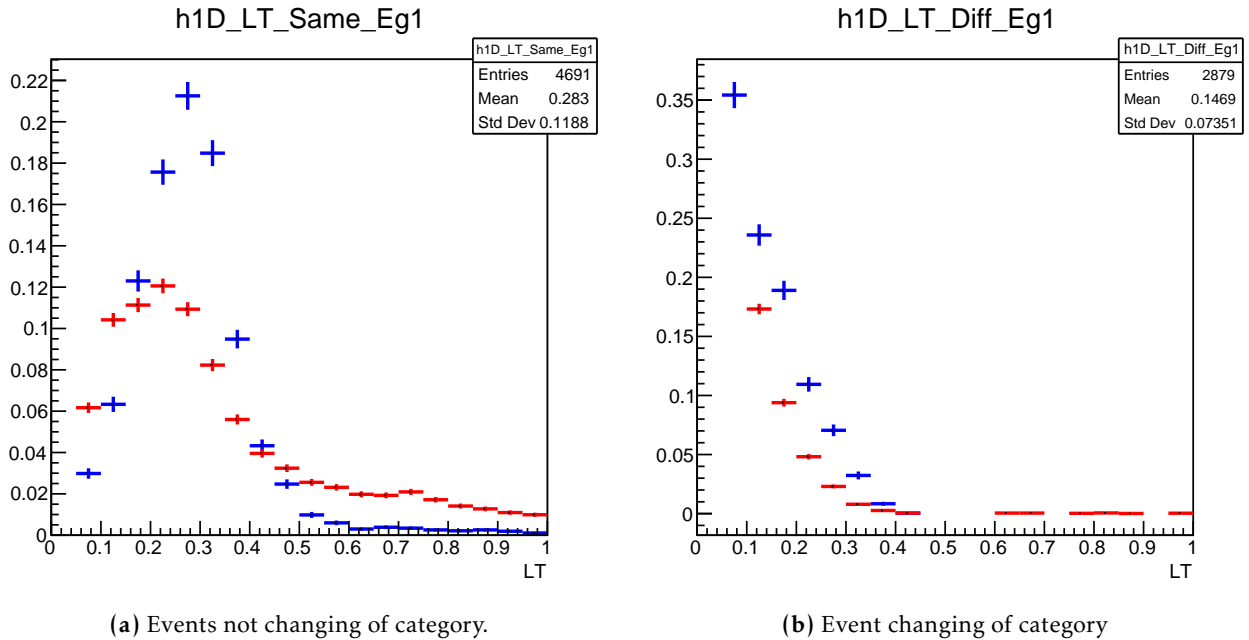 h1D_LT_Same_Eg1
h1D_LT_Same_Eg1
Entries 4691
Mean 0.283
Std Dev 0.1188
0.22
0.2
0.18
0.16
0.14
0.12
0.1
0.08
0.06
0.04
0.02
0
0 0.1 0.2 0.3 0.4 0.5 0.6 0.7 0.8 0.9 1
LT
(a) Events not changing of category.
h1D_LT_Diff_Eg1
h1D_LT_Diff_Eg1
Entries 2879
Mean 0.1469
Std Dev 0.07351
0.35
0.3
0.25
0.2
0.15
0.1
0.05
0
0 0.1 0.2 0.3 0.4 0.5 0.6 0.7 0.8 0.9 1
LT
(b) Event changing of category